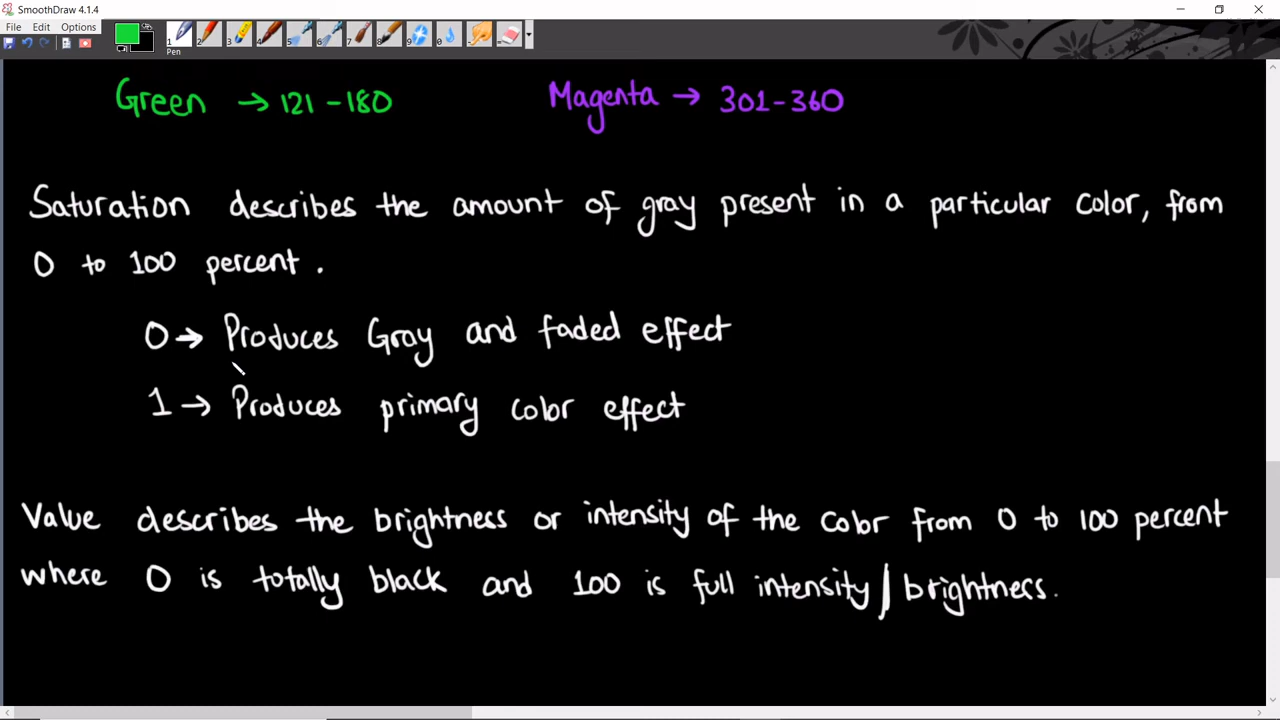 SmoothDraw 4.1.4
File Edit Options
Pen
Green → 121 - 180 Magenta → 301 - 360
Saturation describes the amount of gray present in a particular color, from
0 to 100 percent.
0 → Produces Gray and faded effect
1 → Produces primary color effect
Value describes the brightness or intensity of the color from 0 to 100 percent
where 0 is totally black and 100 is full intensity/brightness.